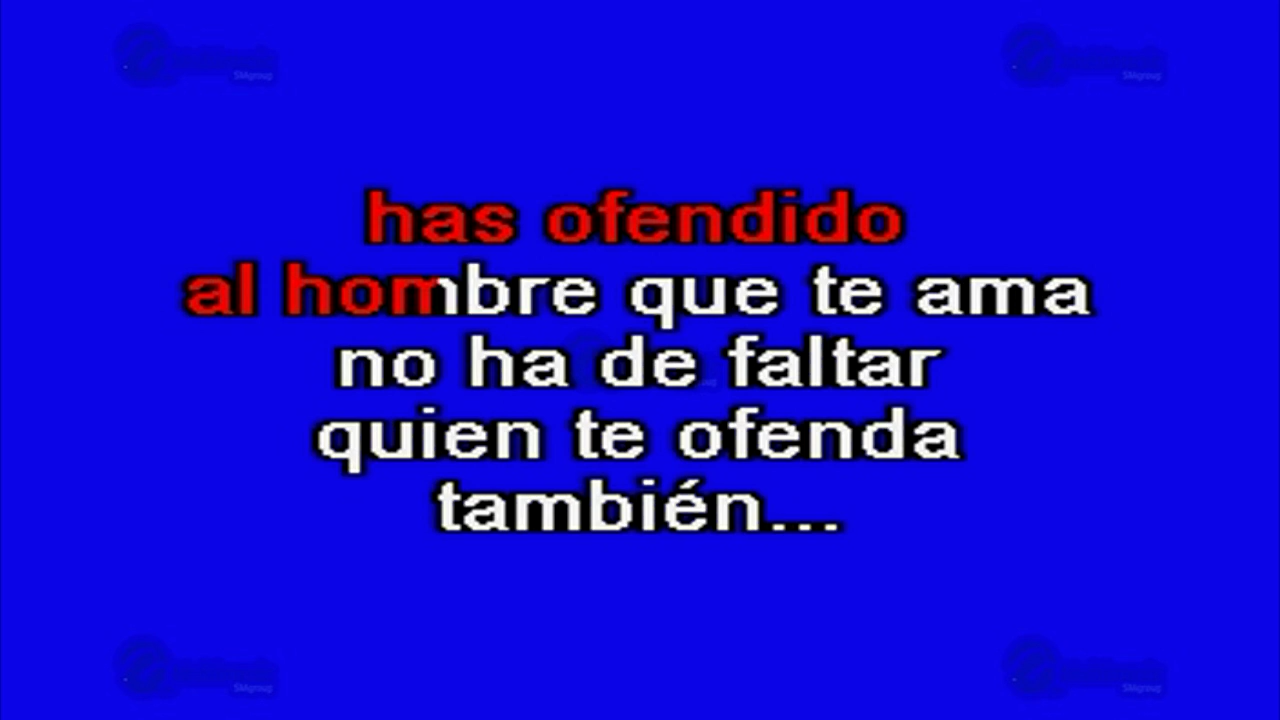 has ofendido
al hombre que te ama
no ha de faltar
quien te ofenda
también...